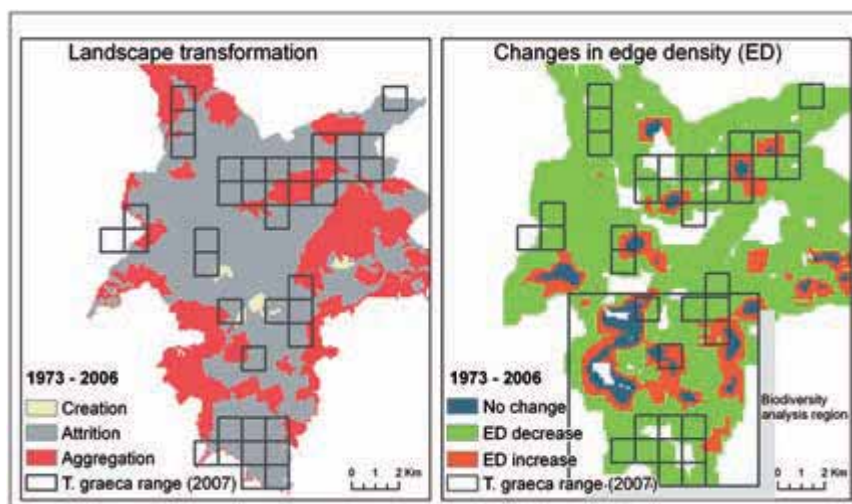 Landscape transformation
1973 - 2006
Creation
Attrition
Aggregation
T. graeca range (2007)
0 1 2 Km
Changes in edge density (ED)
1973 - 2006
No change
ED decrease
ED increase
T. graeca range (2007)
Biodiversity
analysis region
0 1 2 Km